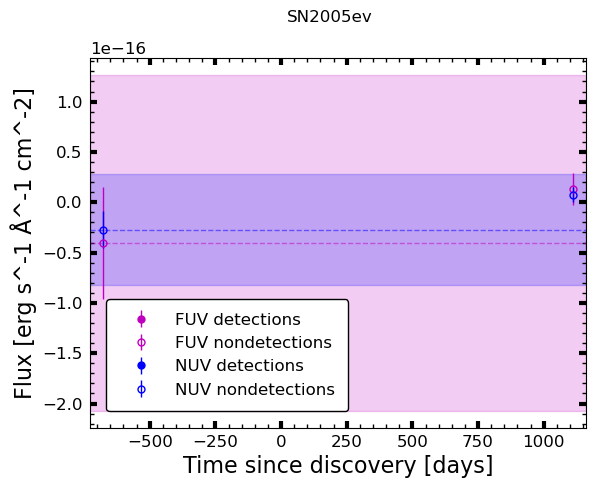 SN2005ev
1e−16
1.0
0.5
0.0
−0.5
−1.0
−1.5
−2.0
Flux [erg s^-1 Å^-1 cm^-2]
FUV detections
FUV nondetections
NUV detections
NUV nondetections
−500 −250 0 250 500 750 1000
Time since discovery [days]